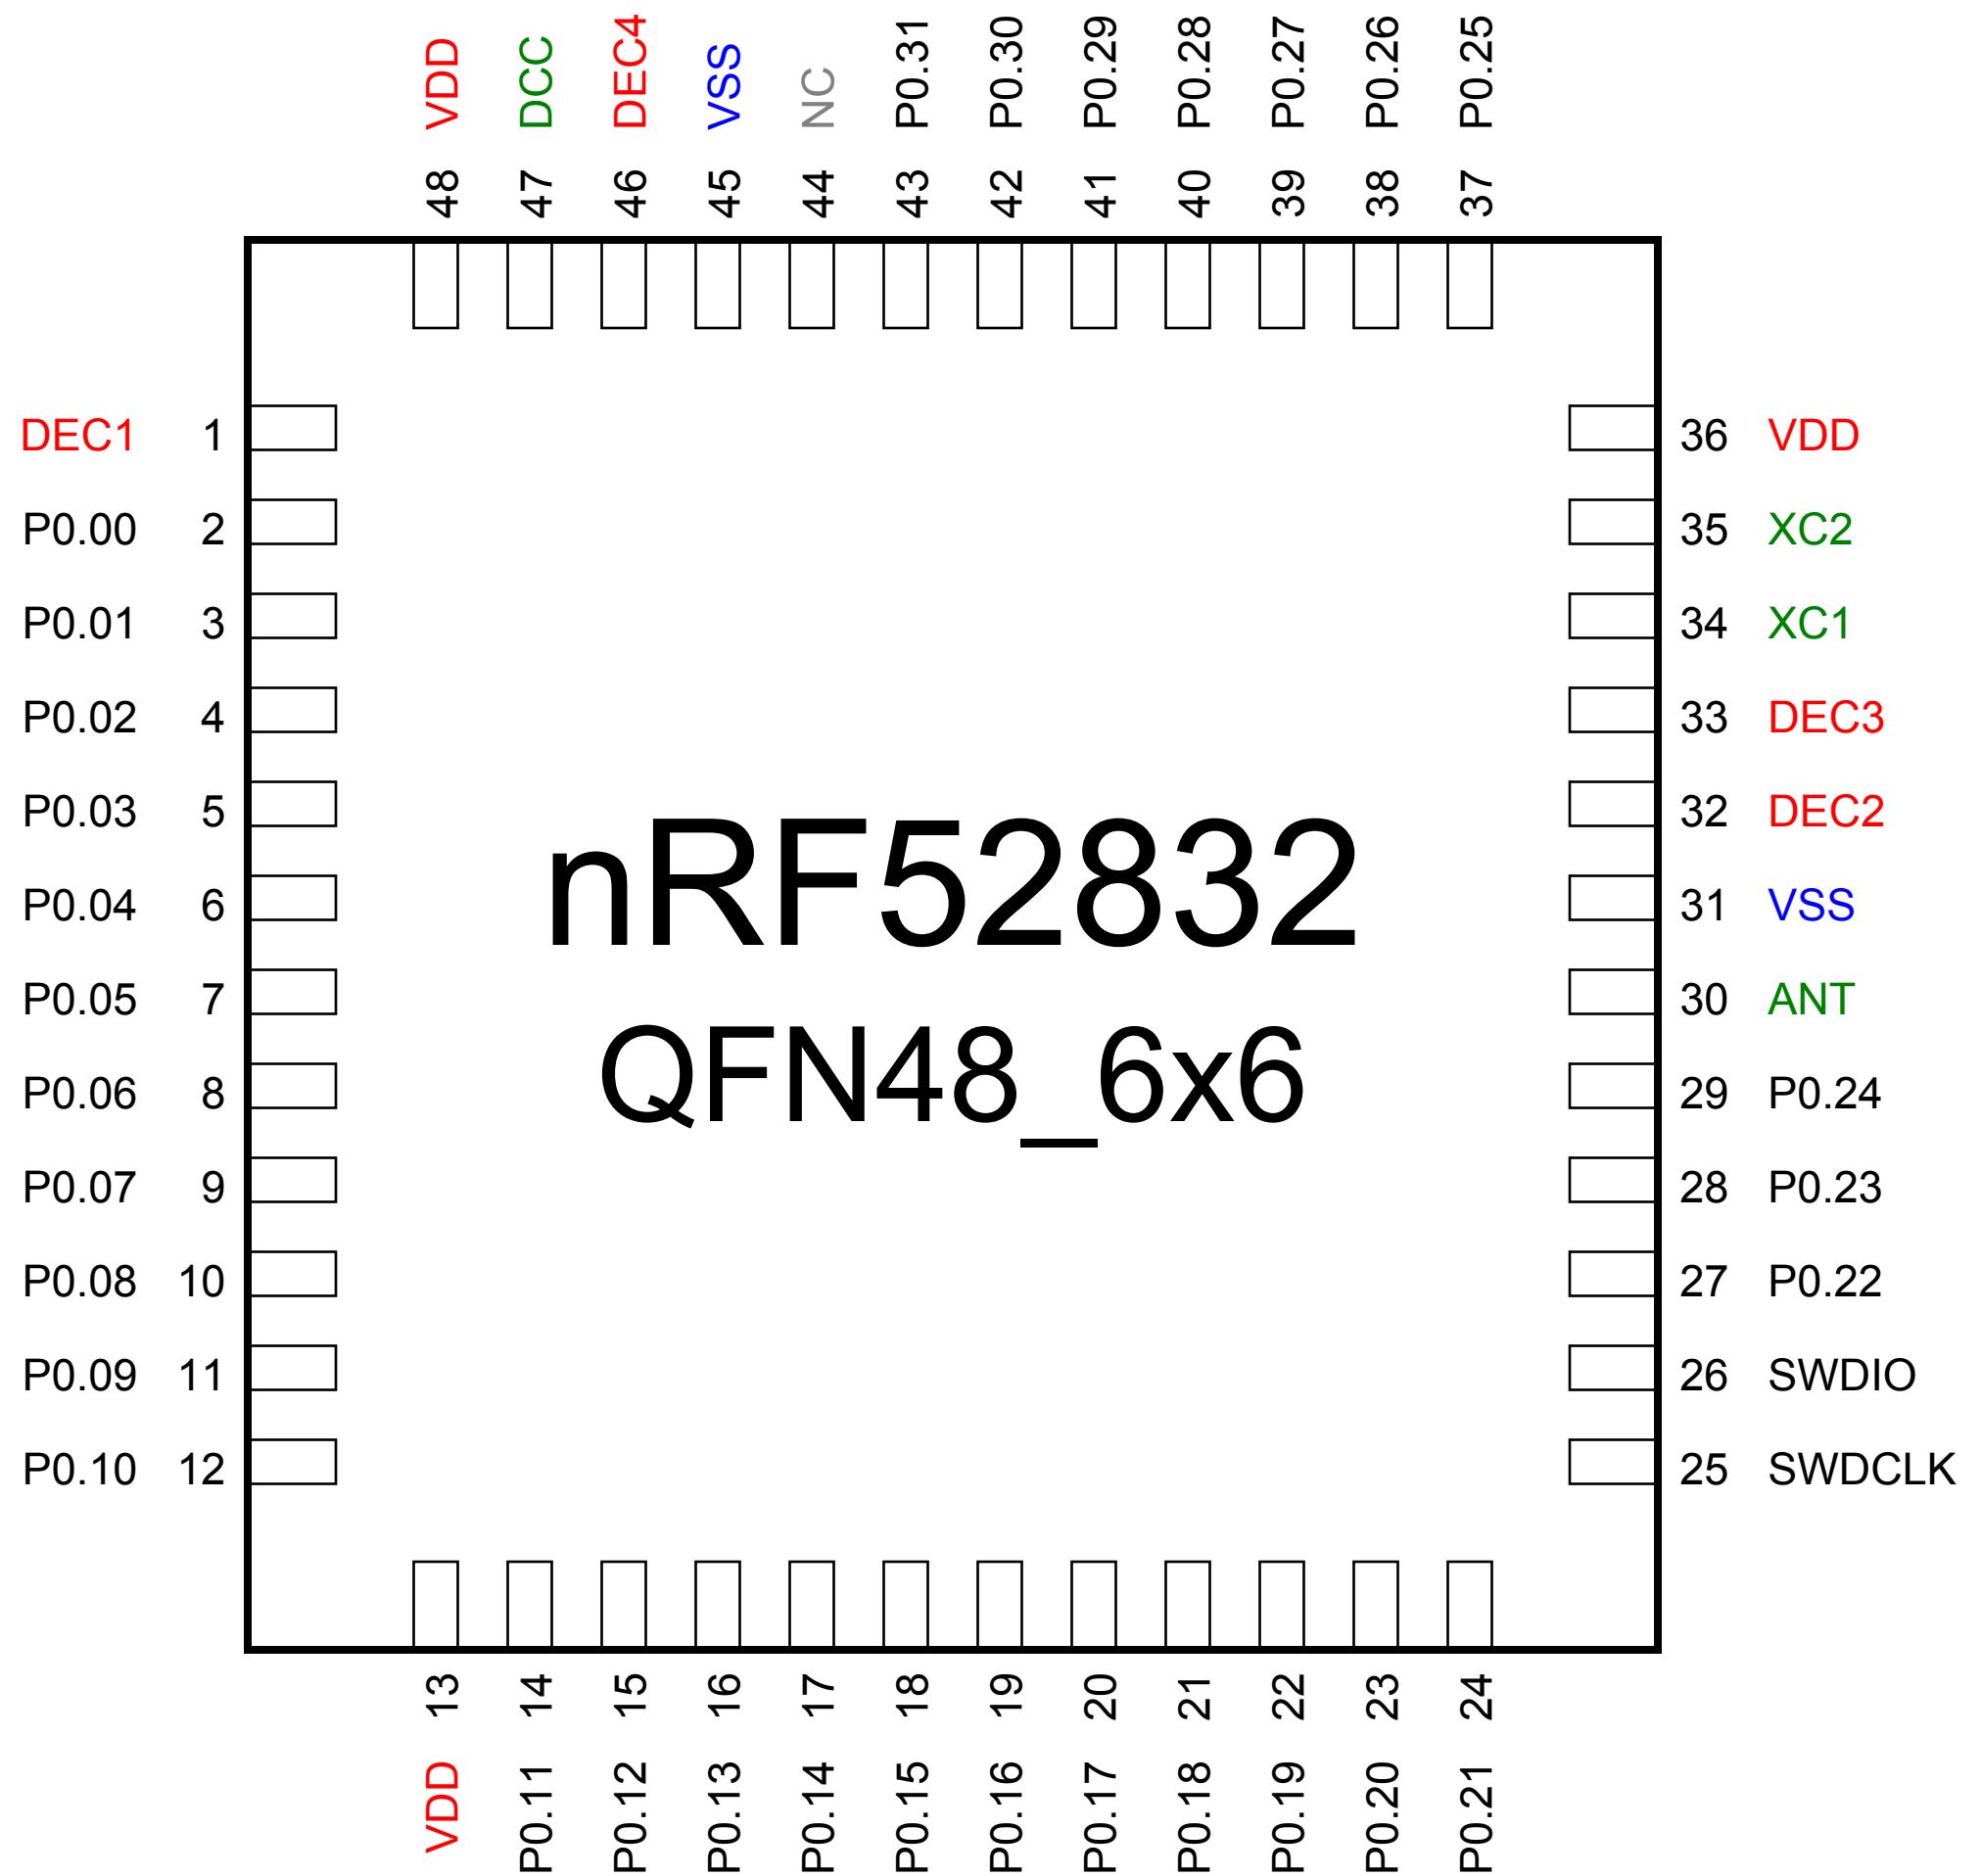 VDD DCC DEC4 VSS NC P0.31 P0.30 P0.29 P0.28 P0.27 P0.26 P0.25
48 47 46 45 44 43 42 41 40 39 38 37
DEC1 1 36 VDD
P0.00 2 35 XC2
P0.01 3 34 XC1
P0.02 4 33 DEC3
P0.03 5 32 DEC2
P0.04 6 31 VSS
nRF52832
P0.05 7 30 ANT
P0.06 8 29 P0.24
QFN48_6x6
P0.07 9 28 P0.23
P0.08 10 27 P0.22
P0.09 11 26 SWDIO
P0.10 12 25 SWDCLK
13 14 15 16 17 18 19 20 21 22 23 24
VDD P0.11 P0.12 P0.13 P0.14 P0.15 P0.16 P0.17 P0.18 P0.19 P0.20 P0.21